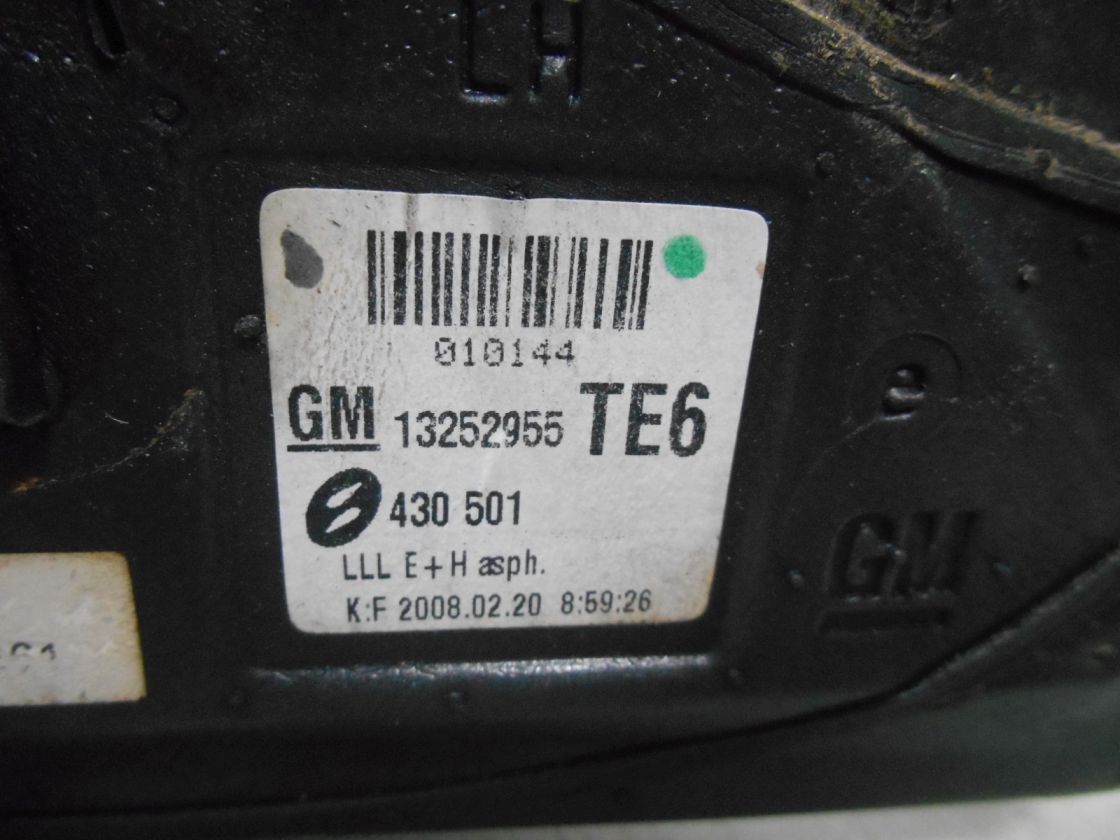 LH
010144
GM 13252955 TE6
430 501
LLL E+H asph.
K:F 2008.02.20 8:59:26
e
GM